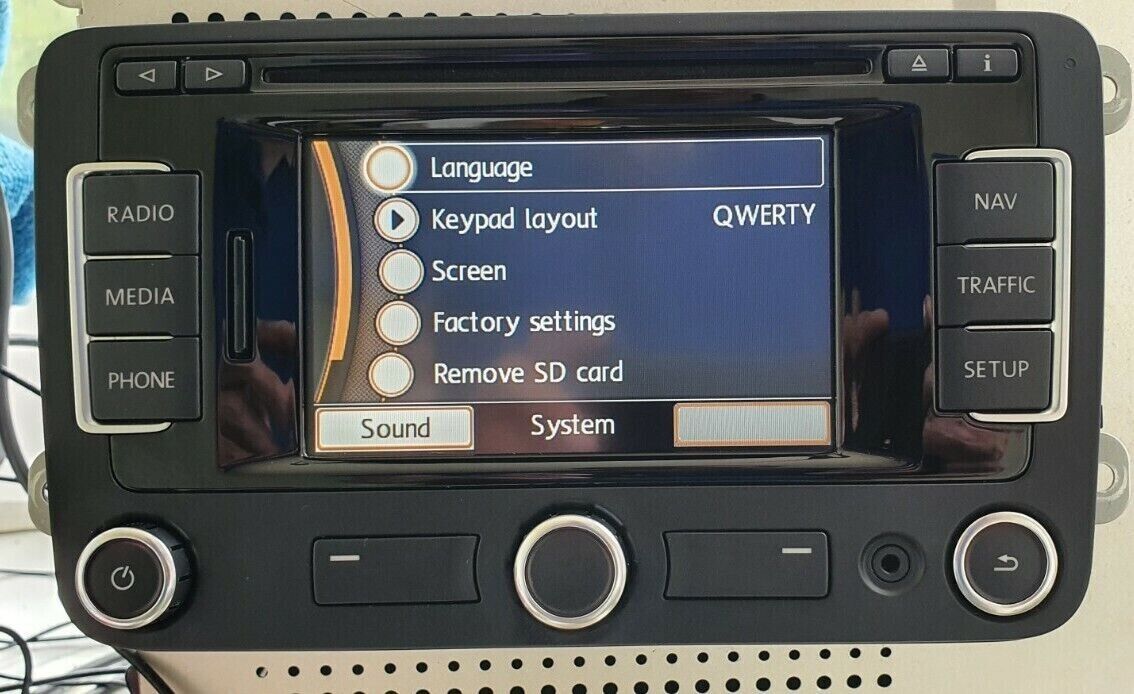 i
RADIO
MEDIA
PHONE
Language
Keypad layout QWERTY
Screen
Factory settings
Remove SD card
Sound System
NAV
TRAFFIC
SETUP